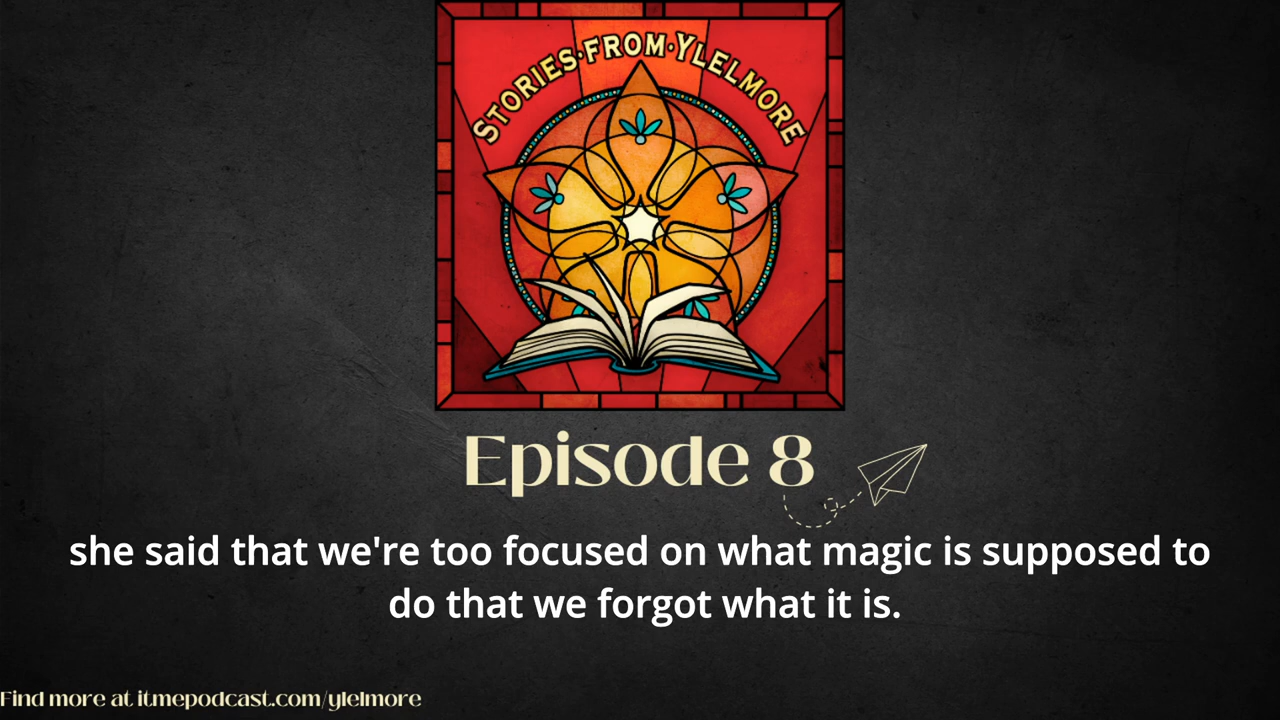 STORIES·FROM·YLELMORE
Episode 8
she said that we're too focused on what magic is supposed to
do that we forgot what it is.
Find more at itmepodcast.com/ylelmore